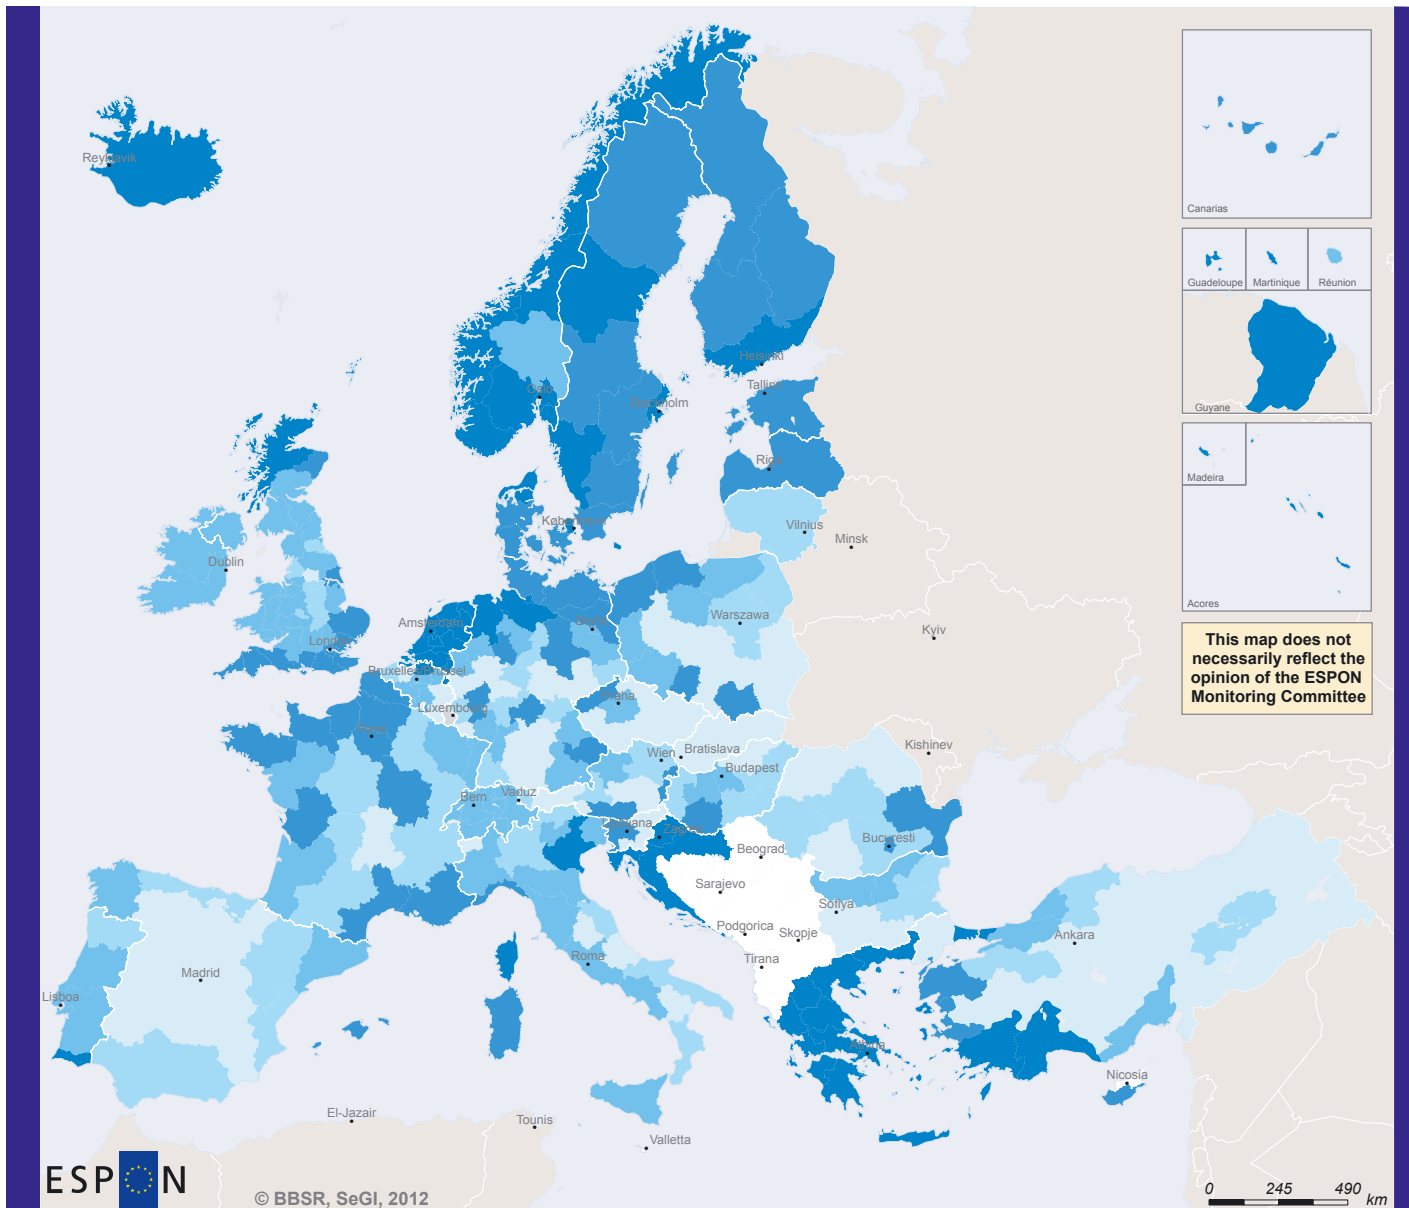 Reykjavik
Canarias
Guadeloupe
Martinique
Réunion
Guyane
Madeira
Acores
This map does not
necessarily reflect the
opinion of the ESPON
Monitoring Committee
Helsinki
Oslo
Tallinn
Stockholm
Riga
København
Vilnius
Minsk
Dublin
Warszawa
Amsterdam
Berlin
Kyiv
London
Bruxelles/Brussel
Praha
Luxembourg
Paris
Kishinev
Wien
Bratislava
Budapest
Vaduz
Bern
Ljubljana
Zagreb
Bucuresti
Beograd
Sarajevo
Sofiya
Podgorica
Skopje
Ankara
Roma
Tirana
Madrid
Lisboa
Athina
Nicosia
El-Jazair
Tounis
Valletta
ESPON
© BBSR, SeGI, 2012
0 245 490
km